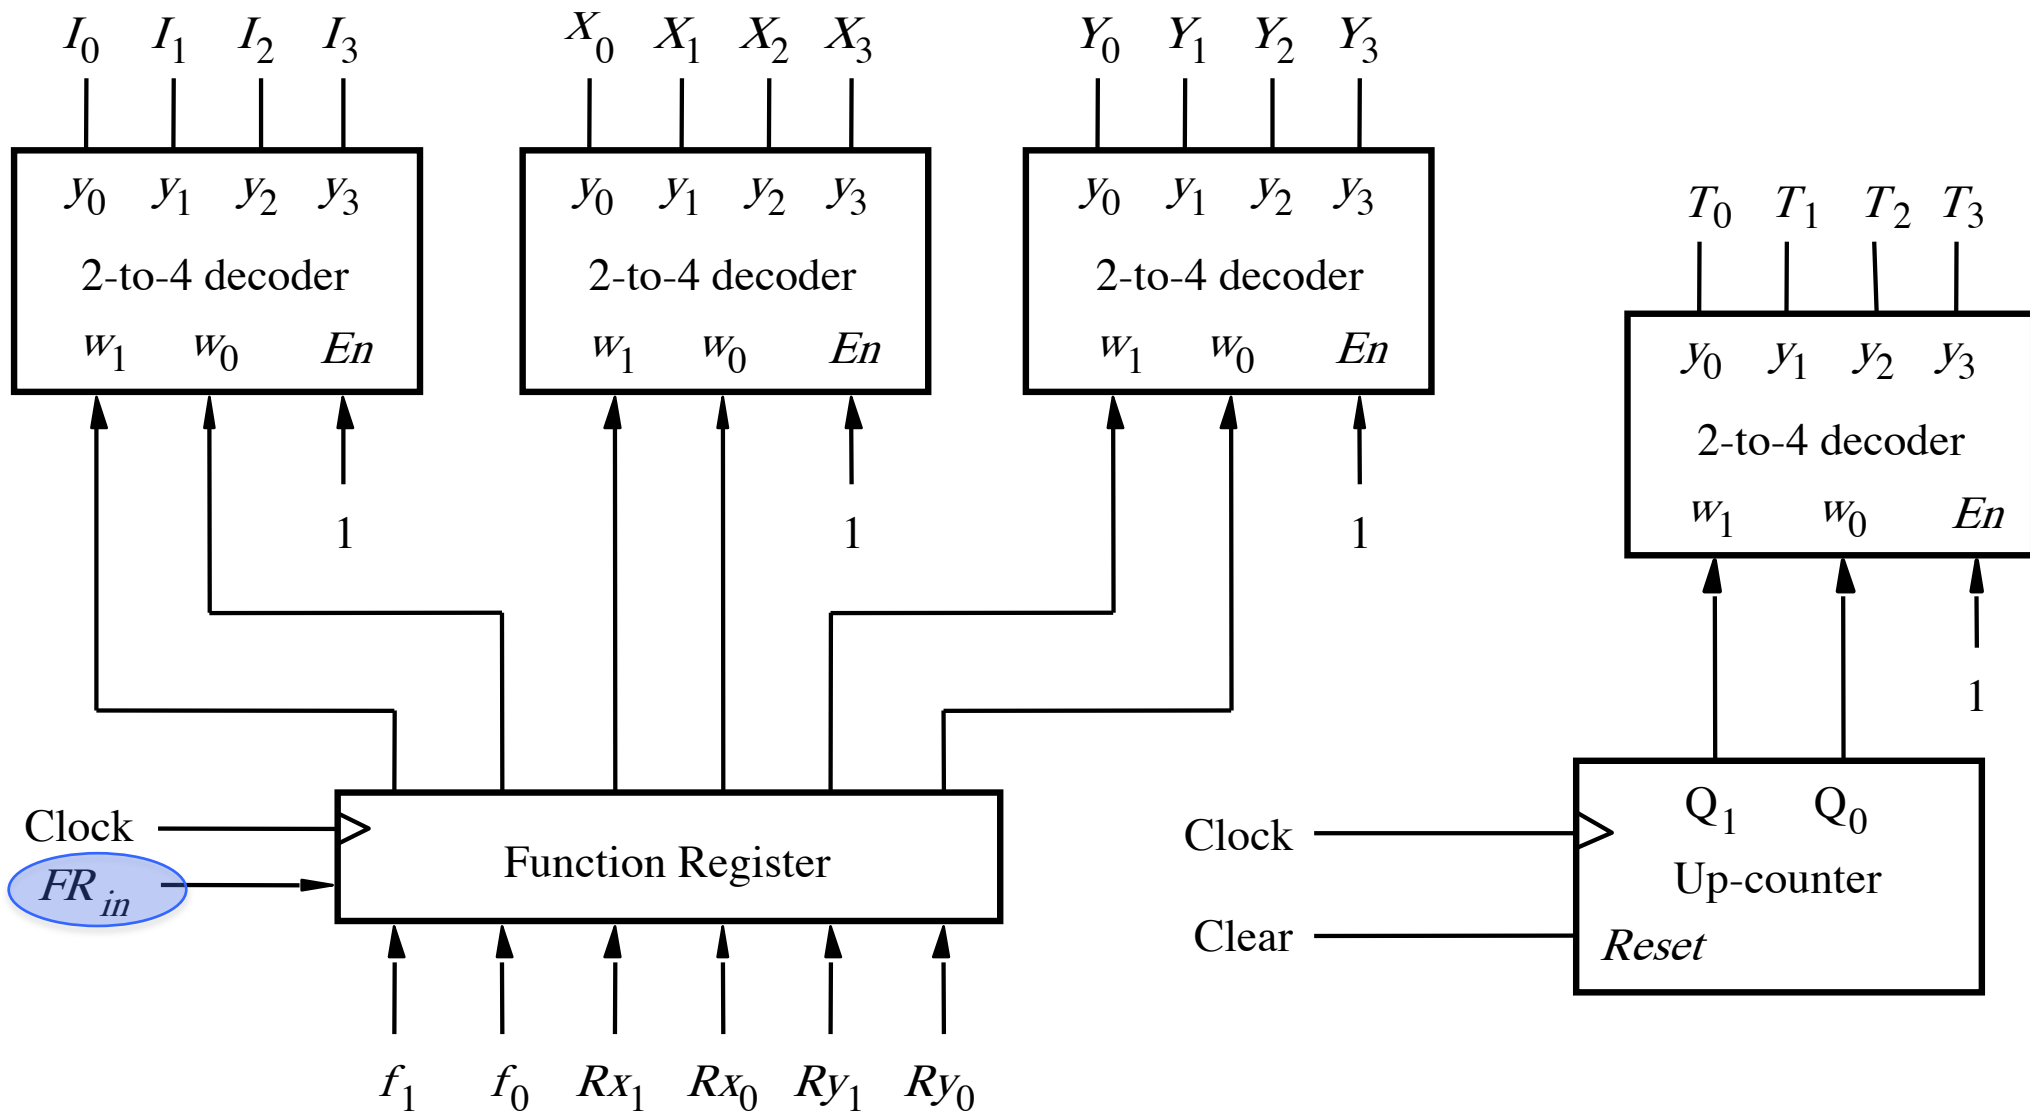 I0 I1 I2 I3 X0 X1 X2 X3 Y0 Y1 Y2 Y3
y0 y1 y2 y3 y0 y1 y2 y3 y0 y1 y2 y3
T0 T1 T2 T3
2-to-4 decoder 2-to-4 decoder 2-to-4 decoder
w1 w0 En w1 w0 En w1 w0 En
y0 y1 y2 y3
2-to-4 decoder
w1 w0 En
1 1 1
1
Q1 Q0
Clock
Function Register
Clock
FRin
Up-counter
Clear
Reset
f1 f0 Rx1 Rx0 Ry1 Ry0